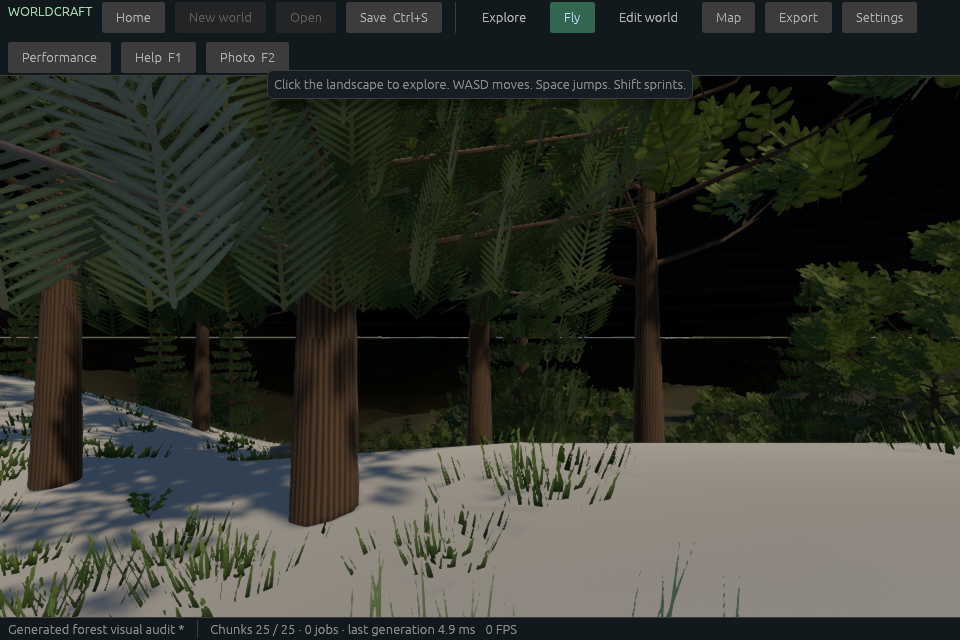 WORLDCRAFT Home New world Open Save Ctrl+S Explore Fly Edit world Map Export Settings
Performance Help F1 Photo F2
Click the landscape to explore. WASD moves. Space jumps. Shift sprints.
Generated forest visual audit * Chunks 25 / 25 · 0 jobs · last generation 4.9 ms 0 FPS